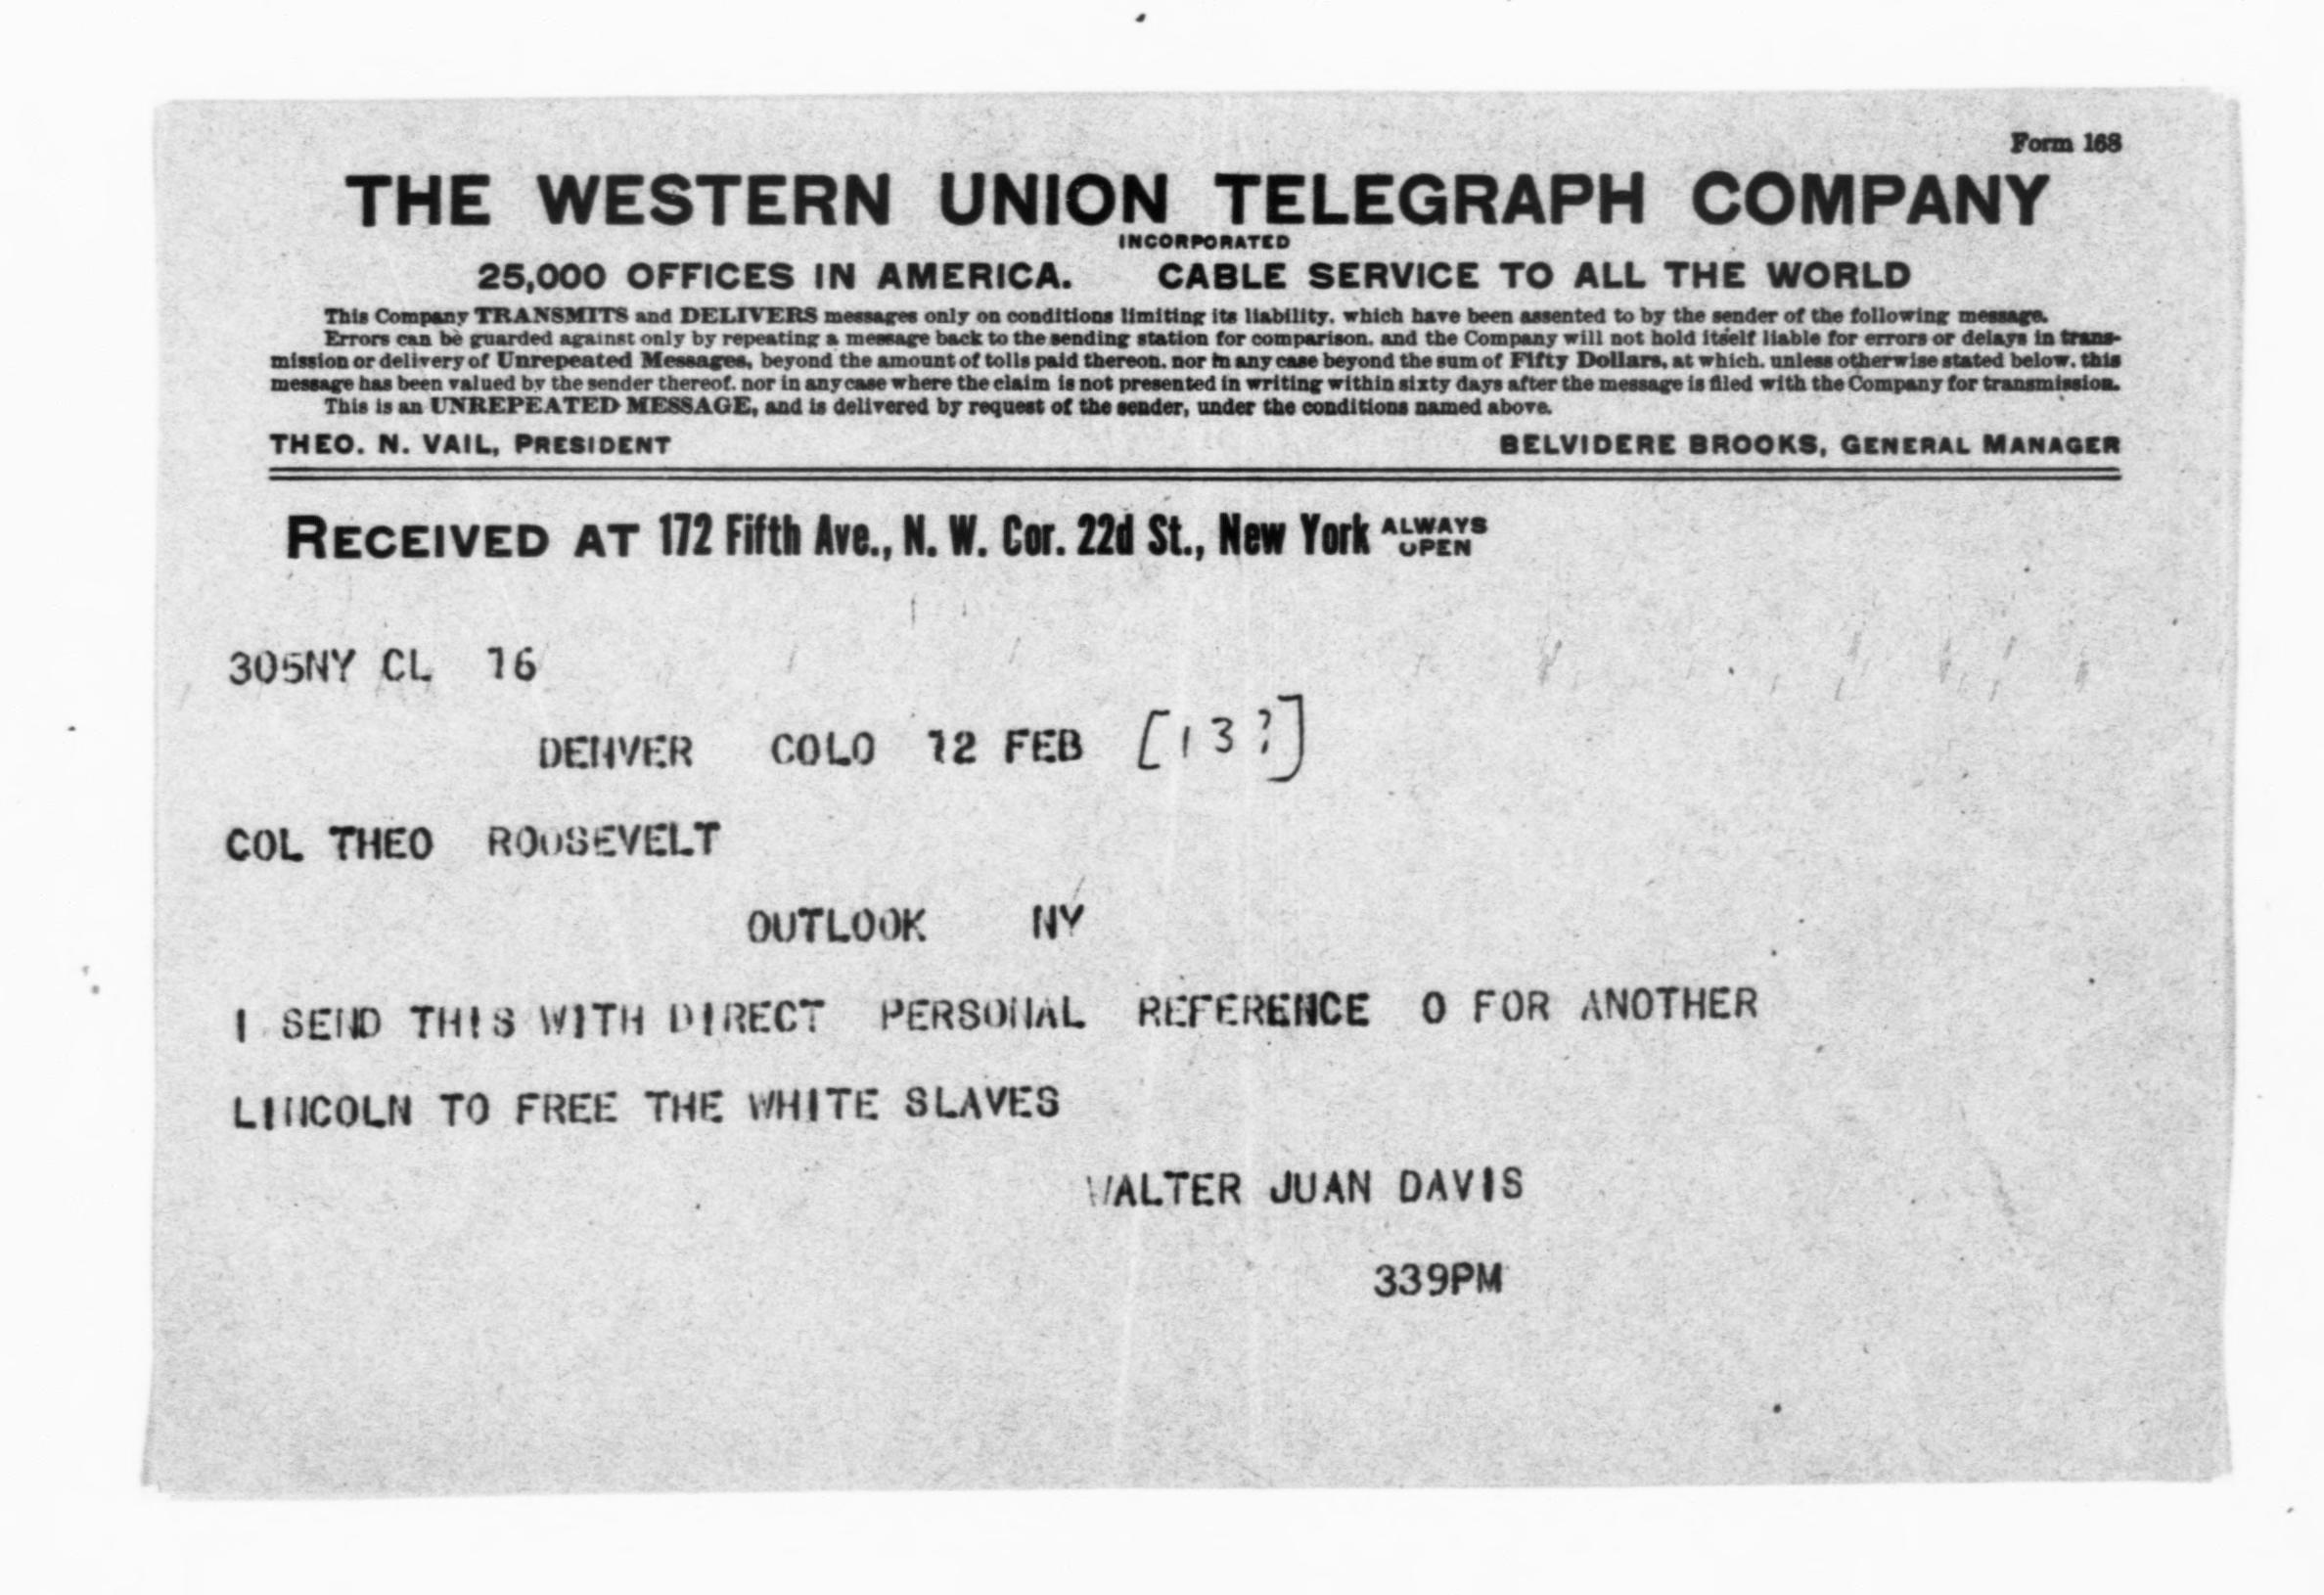 Form 168
THE WESTERN UNION TELEGRAPH COMPANY
INCORPORATED
25,000 OFFICES IN AMERICA. CABLE SERVICE TO ALL THE WORLD
This Company TRANSMITS and DELIVERS messages only on conditions limiting its liability, which have been assented to by the sender of the following message.
Errors can be guarded against only by repeating a message back to the sending station for comparison, and the Company will not hold itself liable for errors or delays in trans-
mission or delivery of Unrepeated Messages, beyond the amount of tolls paid thereon, nor in any case beyond the sum of Fifty Dollars, at which, unless otherwise stated below, this
message has been valued by the sender thereof, nor in any case where the claim is not presented in writing within sixty days after the message is filed with the Company for transmission.
This is an UNREPEATED MESSAGE, and is delivered by request of the sender, under the conditions named above.
THEO. N. VAIL, PRESIDENT BELVIDERE BROOKS, GENERAL MANAGER
RECEIVED AT 172 Fifth Ave., N. W. Cor. 22d St., New York ALWAYS OPEN
305NY CL 16
DENVER COLO 12 FEB [13?]
COL THEO ROOSEVELT
OUTLOOK NY
I SEND THIS WITH DIRECT PERSONAL REFERENCE O FOR ANOTHER
LINCOLN TO FREE THE WHITE SLAVES
WALTER JUAN DAVIS
339PM